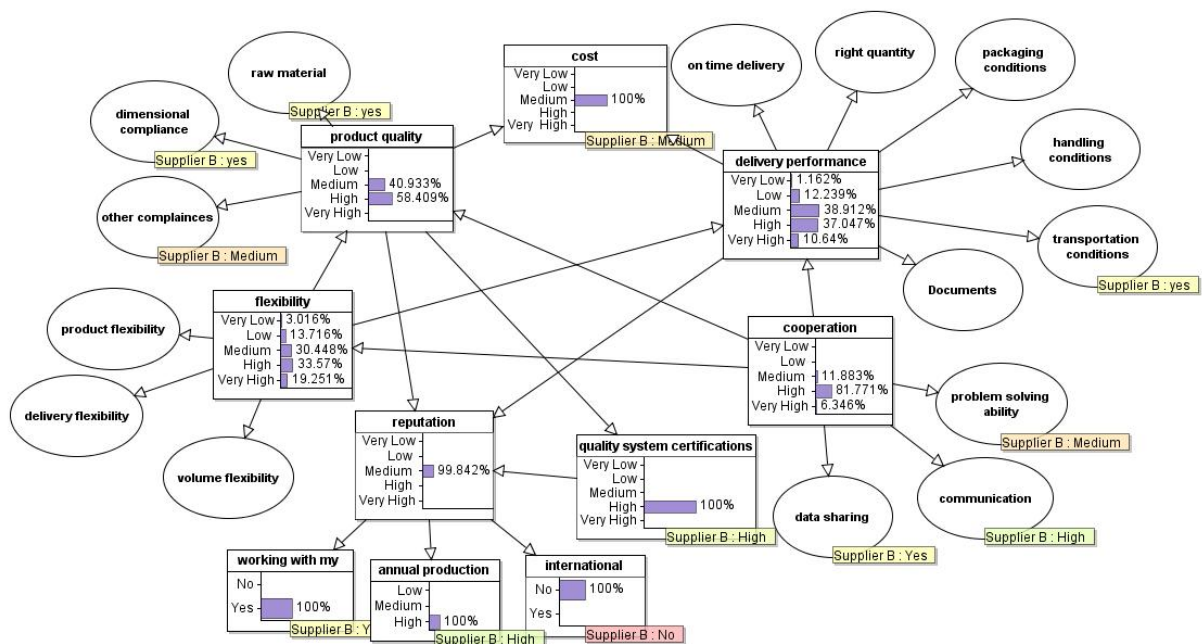 raw material
Supplier B : yes
dimensional
compliance
Supplier B : yes
other complainces
Supplier B : Medium
product quality
Very Low
Low
Medium 40.933%
High 58.409%
Very High
cost
Very Low
Low
Medium 100%
High
Very High
Supplier B : Medium
on time delivery
right quantity
packaging
conditions
handling
conditions
transportation
conditions
Supplier B : yes
Documents
delivery performance
Very Low 1.162%
Low 12.239%
Medium 38.912%
High 37.047%
Very High 10.64%
flexibility
Very Low 3.016%
Low 13.716%
Medium 30.448%
High 33.57%
Very High 19.251%
product flexibility
delivery flexibility
volume flexibility
cooperation
Very Low
Low
Medium 11.883%
High 81.771%
Very High 6.346%
problem solving
ability
Supplier B : Medium
communication
Supplier B : High
data sharing
Supplier B : Yes
reputation
Very Low
Low
Medium 99.842%
High
Very High
quality system certifications
Very Low
Low
Medium
High 100%
Very High
Supplier B : High
working with my
No
Yes 100%
Supplier B : Y
annual production
Low
Medium
High 100%
Supplier B : High
international
No 100%
Yes
Supplier B : No